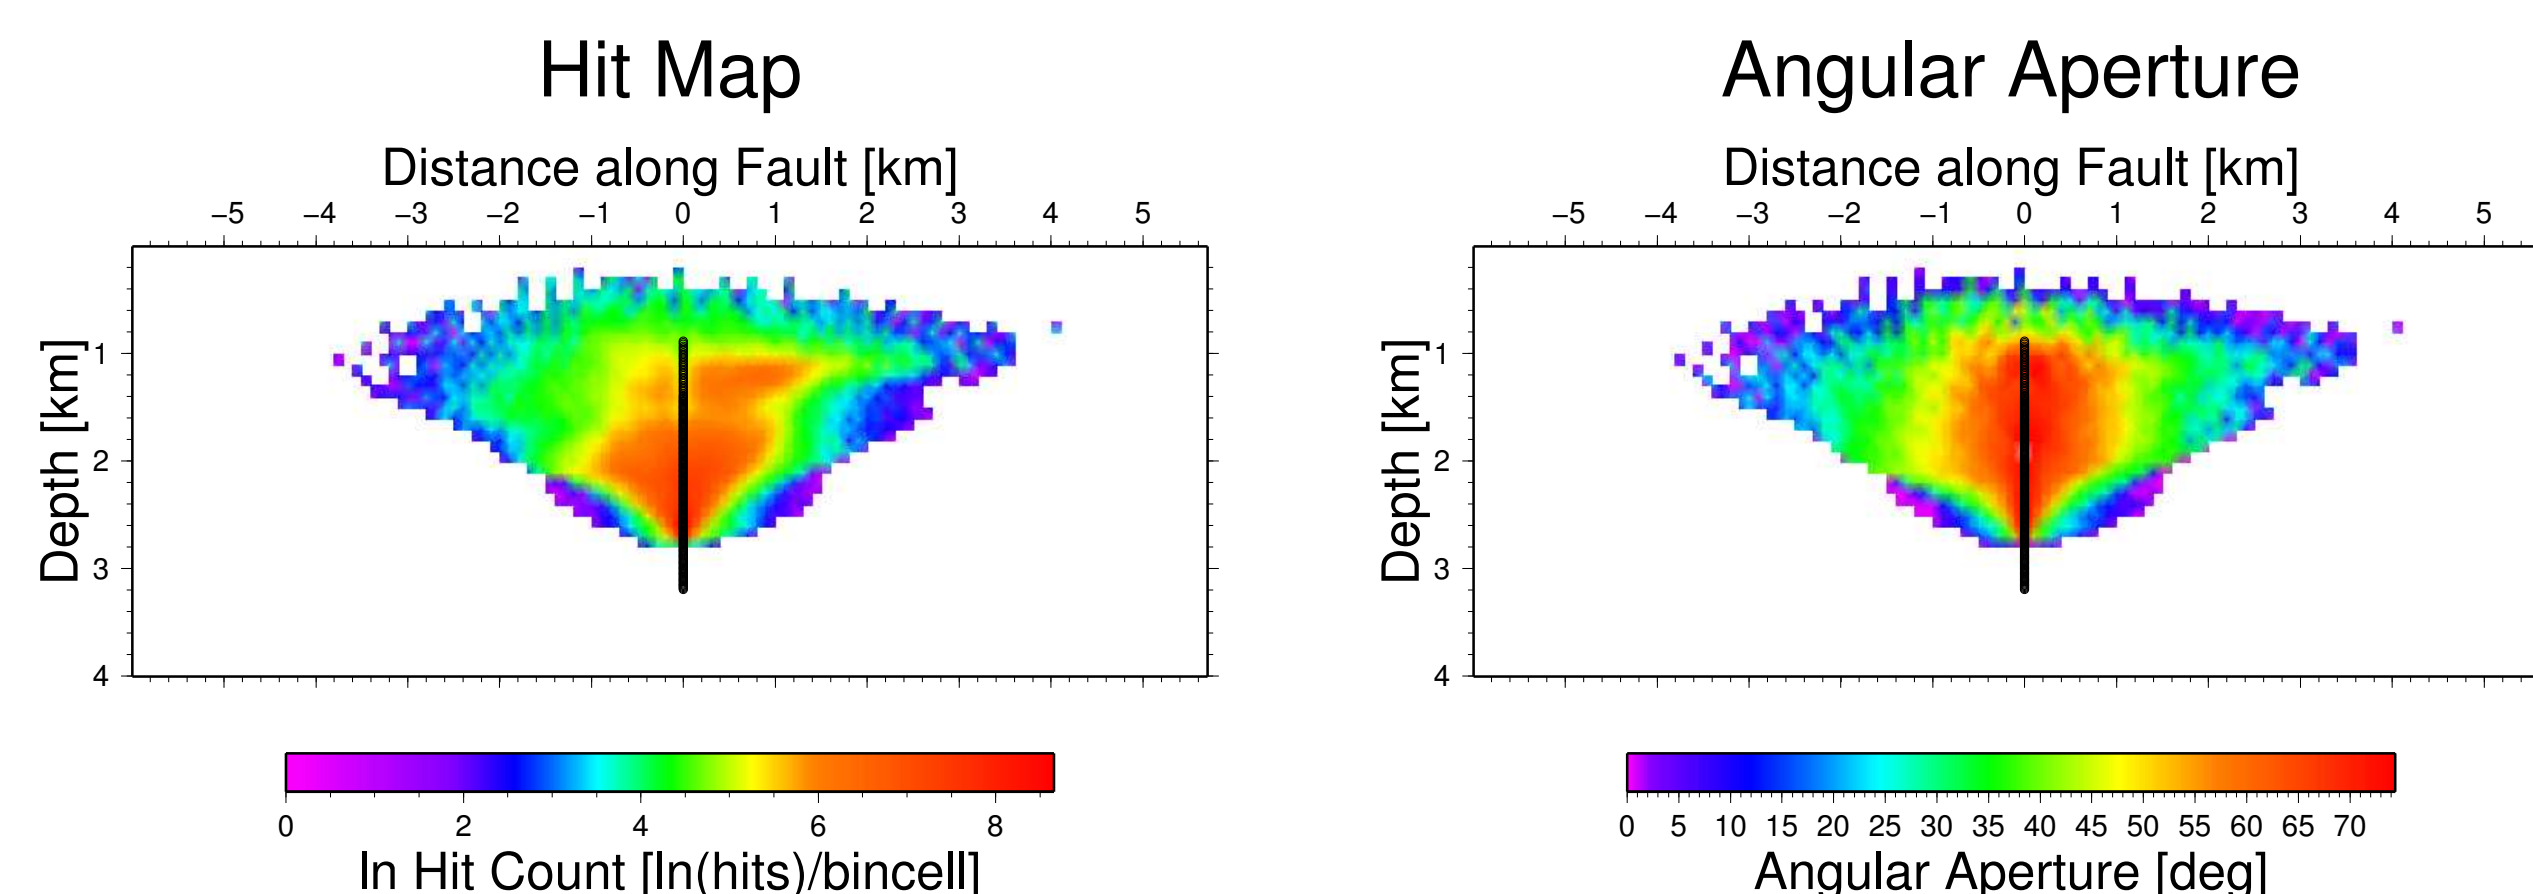 Hit Map
Distance along Fault [km]
−5 −4 −3 −2 −1 0 1 2 3 4 5
Depth [km]
1
2
3
4
0 2 4 6 8
ln Hit Count [ln(hits)/bincell]
Angular Aperture
Distance along Fault [km]
−5 −4 −3 −2 −1 0 1 2 3 4 5
Depth [km]
1
2
3
4
0 5 10 15 20 25 30 35 40 45 50 55 60 65 70
Angular Aperture [deg]